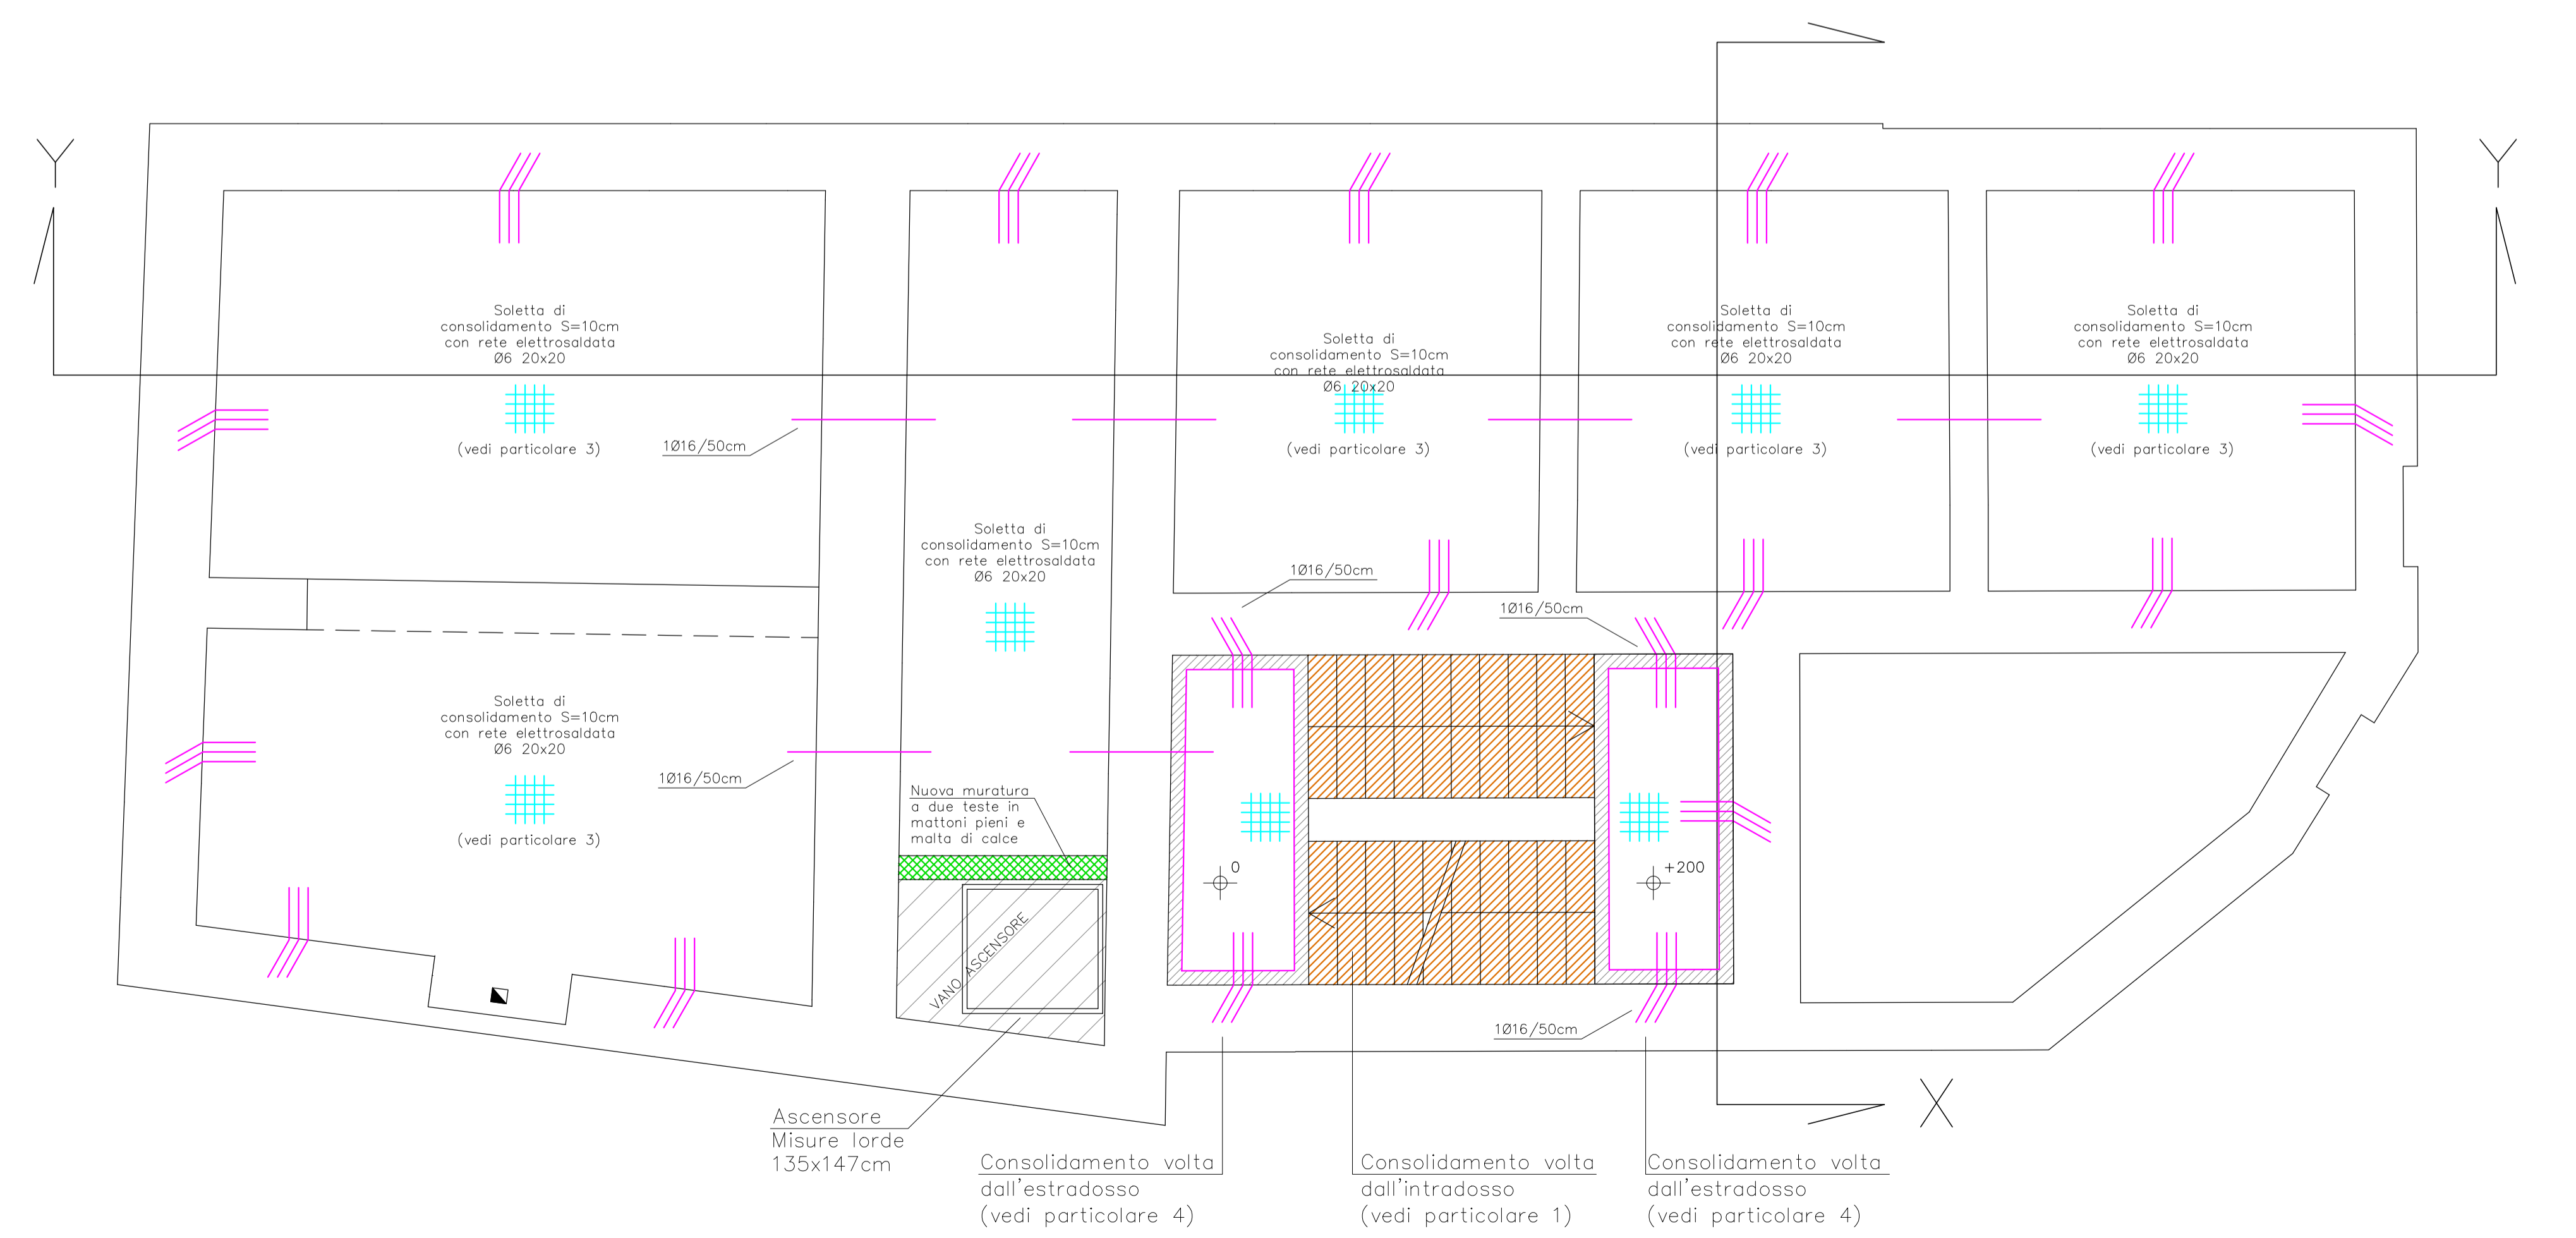 Y
Y
Soletta di
consolidamento S=10cm
con rete elettrosaldata
Ø6 20x20
(vedi particolare 3)
1Ø16/50cm
Soletta di
consolidamento S=10cm
con rete elettrosaldata
Ø6 20x20
(vedi particolare 3)
Soletta di
consolidamento S=10cm
con rete elettrosaldata
Ø6 20x20
(vedi particolare 3)
Soletta di
consolidamento S=10cm
con rete elettrosaldata
Ø6 20x20
(vedi particolare 3)
Soletta di
consolidamento S=10cm
con rete elettrosaldata
Ø6 20x20
1Ø16/50cm
1Ø16/50cm
Soletta di
consolidamento S=10cm
con rete elettrosaldata
Ø6 20x20
(vedi particolare 3)
1Ø16/50cm
Nuova muratura
a due teste in
mattoni pieni e
malta di calce
VANO ASCENSORE
0
+200
1Ø16/50cm
X
Ascensore
Misure lorde
135x147cm
Consolidamento volta
dall'estradosso
(vedi particolare 4)
Consolidamento volta
dall'intradosso
(vedi particolare 1)
Consolidamento volta
dall'estradosso
(vedi particolare 4)